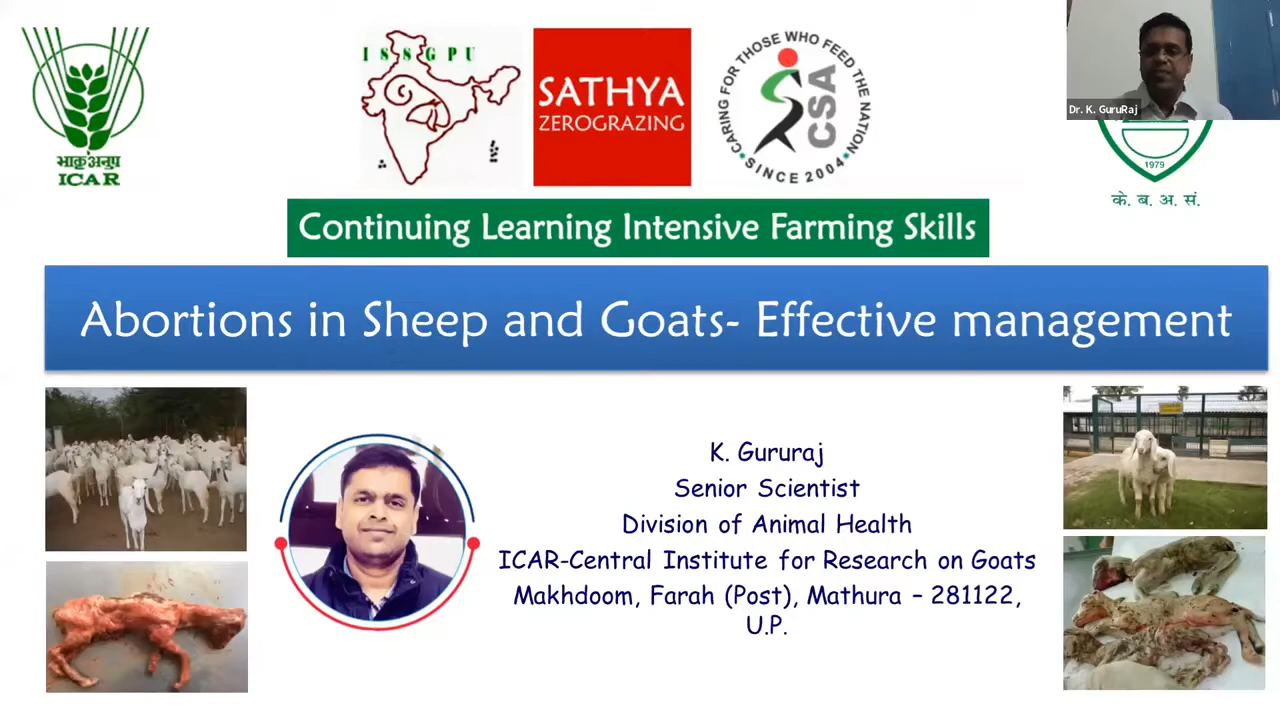 भाकृअनुप
ICAR
ISSGPU
SATHYA
ZEROGRAZING
CARING FOR THOSE WHO FEED THE NATION
CSA
SINCE 2004
Dr. K. GuruRaj
1979
के. ब. अ. सं.
Continuing Learning Intensive Farming Skills
Abortions in Sheep and Goats- Effective management
K. Gururaj
Senior Scientist
Division of Animal Health
ICAR-Central Institute for Research on Goats
Makhdoom, Farah (Post), Mathura – 281122,
U.P.